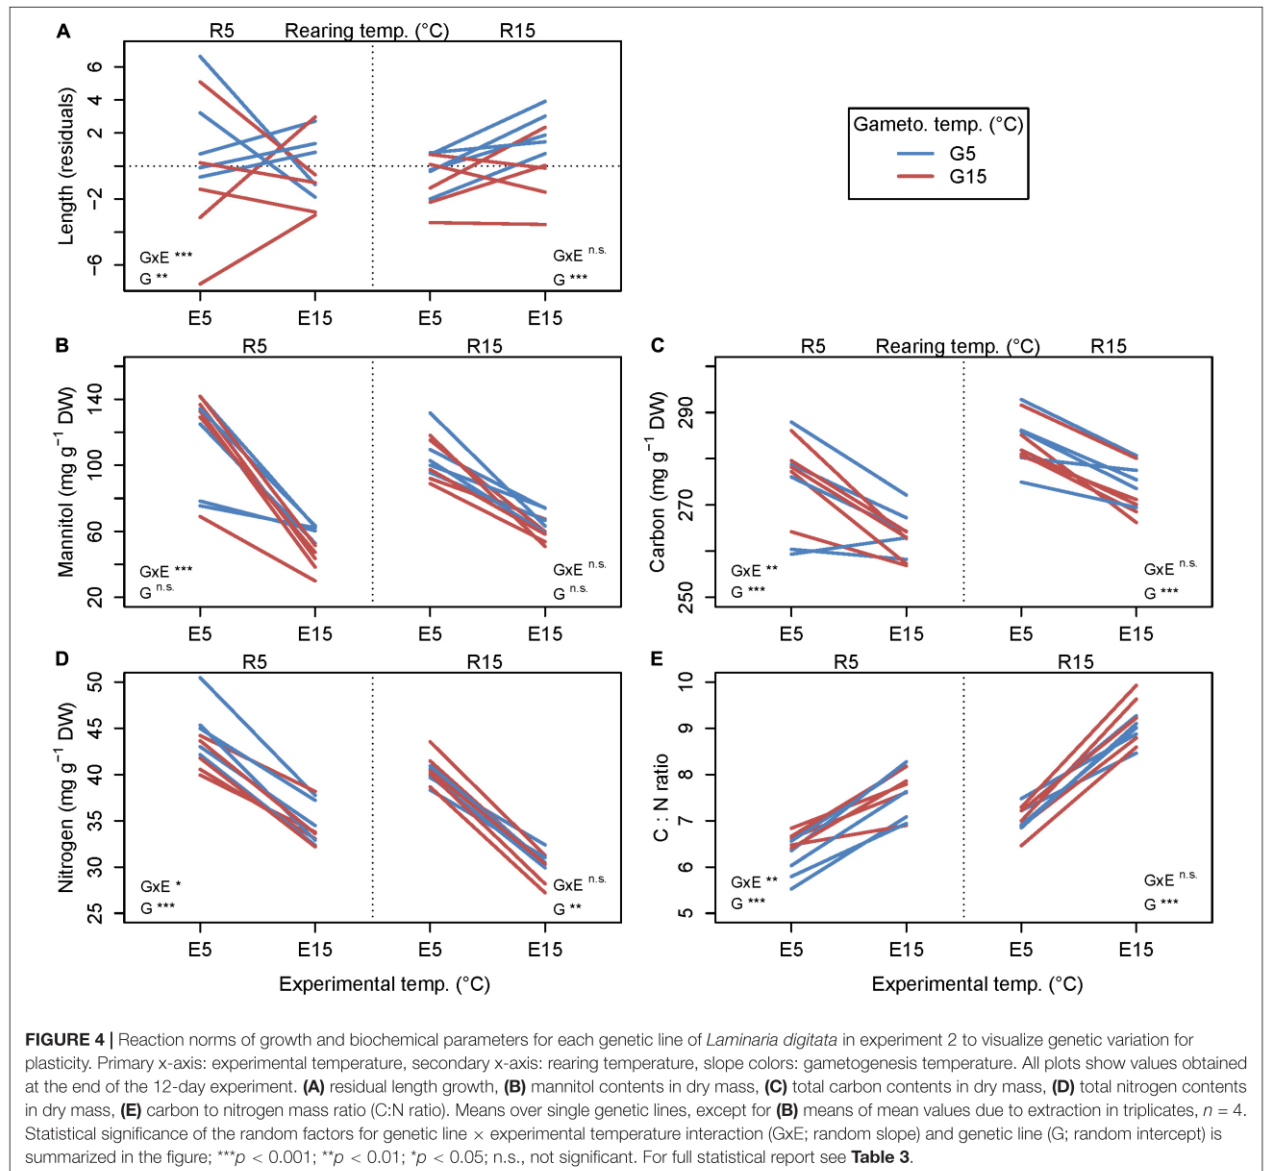 A R5 Rearing temp. (°C) R15
Length (residuals)
6
4
2
−2
−6
GxE ***
G **
GxE n.s.
G ***
E5 E15 E5 E15
Gameto. temp. (°C)
G5
G15
B R5 R15
Mannitol (mg g−1 DW)
140
100
60
20
GxE ***
G n.s.
GxE n.s.
G n.s.
E5 E15 E5 E15
C R5 Rearing temp. (°C) R15
Carbon (mg g−1 DW)
290
270
250
GxE **
G ***
GxE n.s.
G ***
E5 E15 E5 E15
D R5 R15
Nitrogen (mg g−1 DW)
50
45
40
35
30
25
GxE *
G ***
GxE n.s.
G **
E5 E15 E5 E15
Experimental temp. (°C)
E R5 R15
C : N ratio
10
9
8
7
6
5
GxE **
G ***
GxE n.s.
G ***
E5 E15 E5 E15
Experimental temp. (°C)
FIGURE 4 | Reaction norms of growth and biochemical parameters for each genetic line of Laminaria digitata in experiment 2 to visualize genetic variation for
plasticity. Primary x-axis: experimental temperature, secondary x-axis: rearing temperature, slope colors: gametogenesis temperature. All plots show values obtained
at the end of the 12-day experiment. (A) residual length growth, (B) mannitol contents in dry mass, (C) total carbon contents in dry mass, (D) total nitrogen contents
in dry mass, (E) carbon to nitrogen mass ratio (C:N ratio). Means over single genetic lines, except for (B) means of mean values due to extraction in triplicates, n = 4.
Statistical significance of the random factors for genetic line × experimental temperature interaction (GxE; random slope) and genetic line (G; random intercept) is
summarized in the figure; ***p < 0.001; **p < 0.01; *p < 0.05; n.s., not significant. For full statistical report see Table 3.